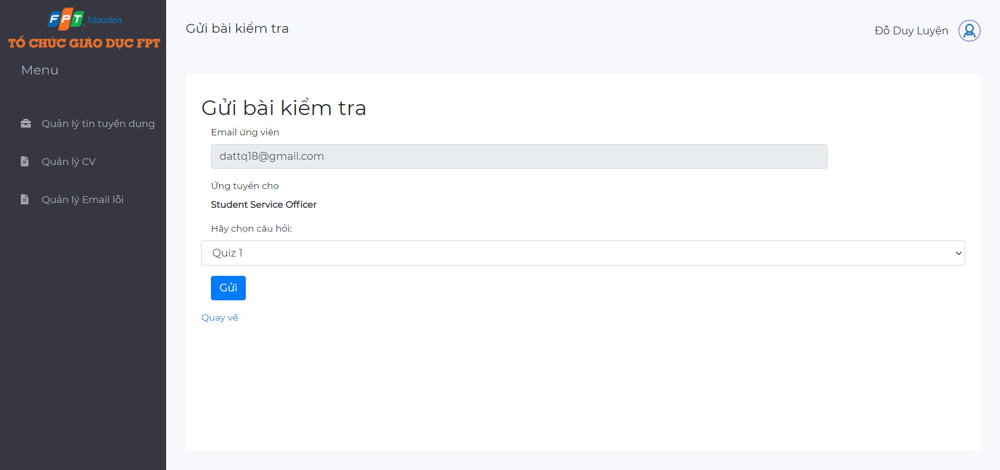 FPT Education
TỔ CHỨC GIÁO DỤC FPT
Menu
Quản lý tin tuyển dụng
Quản lý CV
Quản lý Email lỗi
Gửi bài kiểm tra
Đỗ Duy Luyện
Gửi bài kiểm tra
Email ứng viên
dattq18@gmail.com
Ứng tuyển cho
Student Service Officer
Hãy chọn câu hỏi:
Quiz 1
Gửi
Quay về